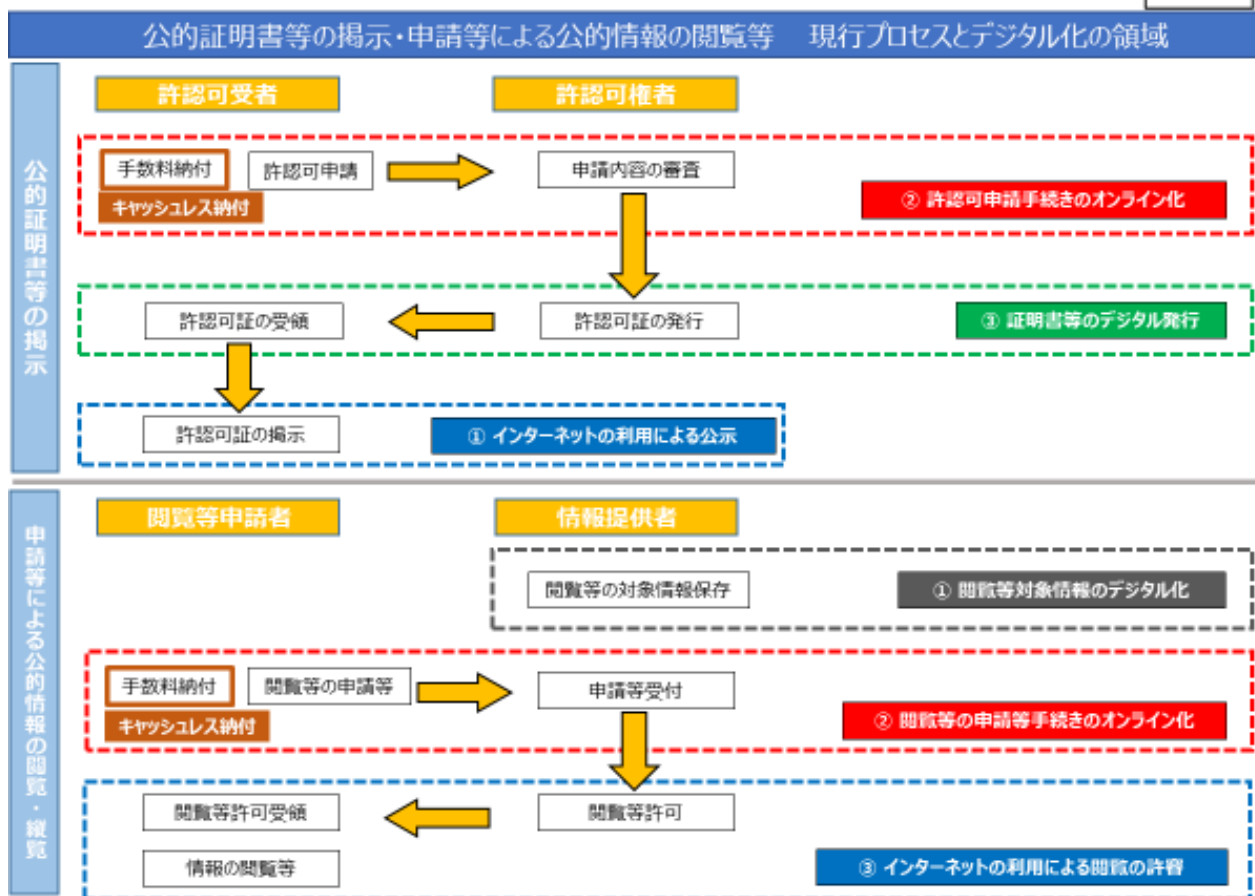 公的証明書等の掲示・申請等による公的情報の閲覧等　現行プロセスとデジタル化の領域
公的証明書等の掲示
許認可受者
許認可権者
手数料納付
許認可申請
申請内容の審査
キャッシュレス納付
② 許認可申請手続きのオンライン化
許認可証の受領
許認可証の発行
③ 証明書等のデジタル発行
許認可証の掲示
① インターネットの利用による公示
申請等による公的情報の閲覧・縦覧
閲覧等申請者
情報提供者
閲覧等の対象情報保存
① 閲覧等対象情報のデジタル化
手数料納付
閲覧等の申請等
申請等受付
キャッシュレス納付
② 閲覧等の申請等手続きのオンライン化
閲覧等許可受領
閲覧等許可
情報の閲覧等
③ インターネットの利用による閲覧の許容